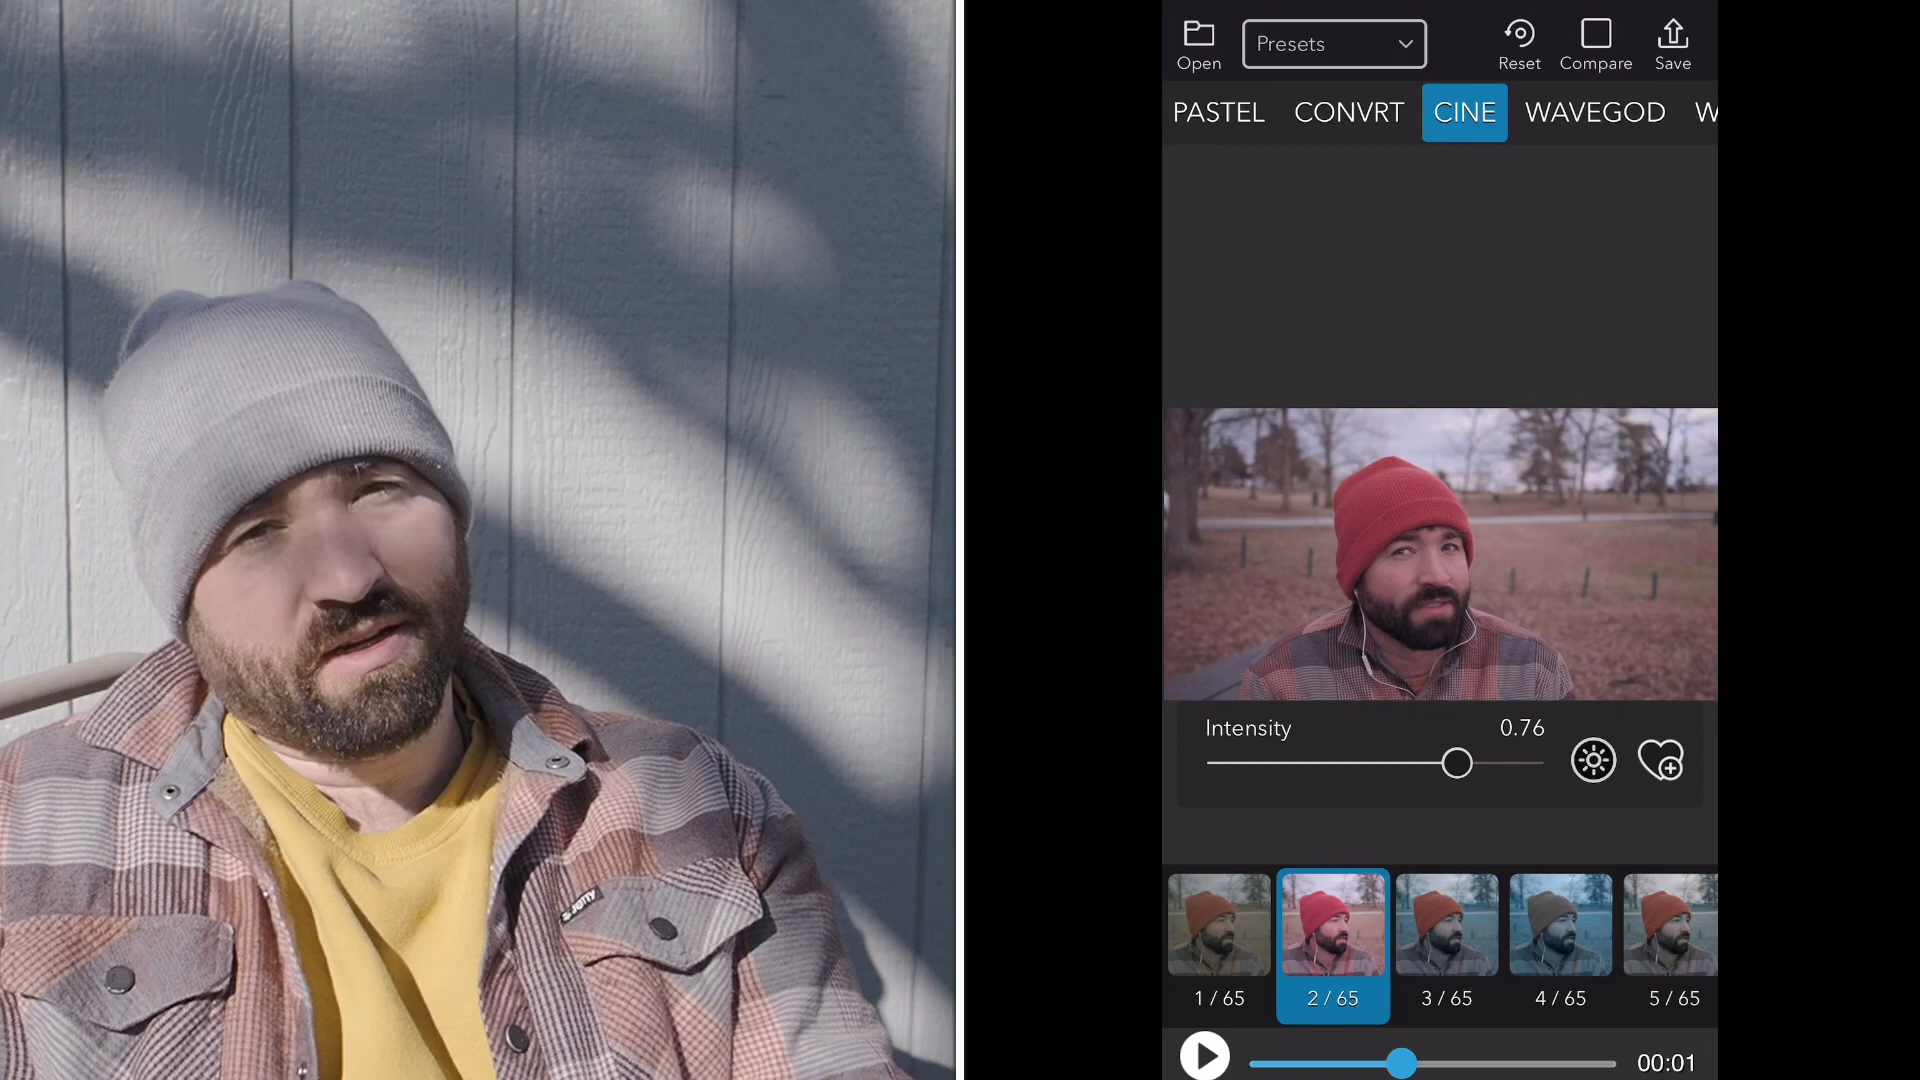 Open
Presets
Reset
Compare
Save
PASTEL
CONVRT
CINE
WAVEGOD
W
JETTY
Intensity
0.76
1 / 65
2 / 65
3 / 65
4 / 65
5 / 65
00:01